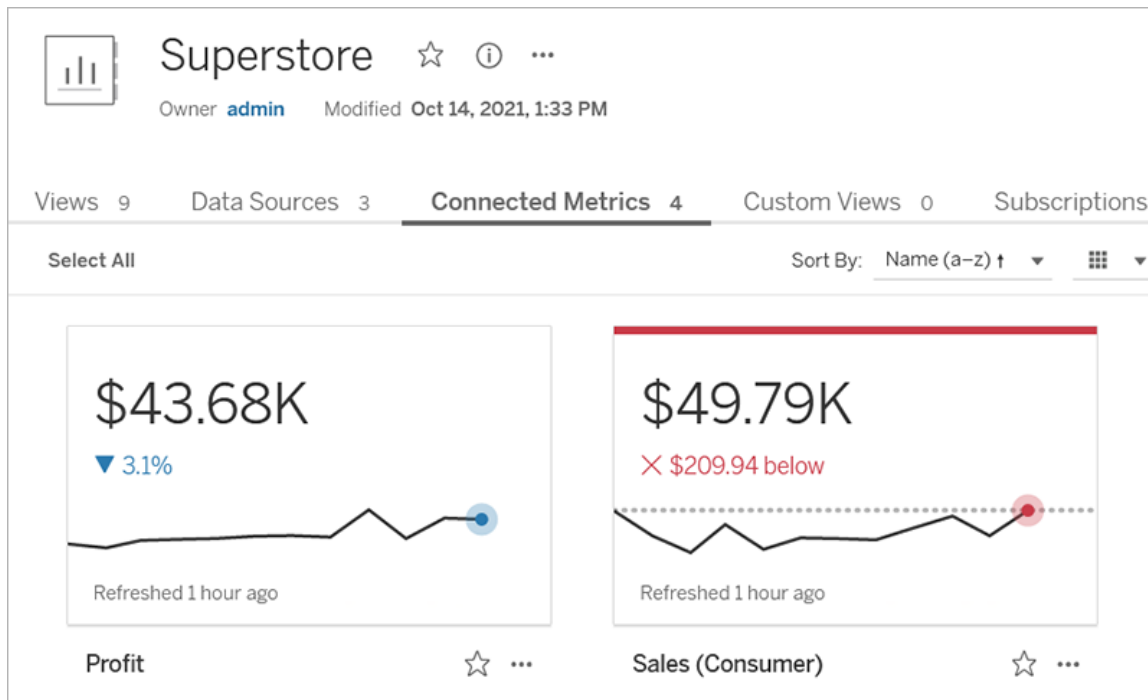 Superstore
Owner admin Modified Oct 14, 2021, 1:33 PM
Views 9 Data Sources 3 Connected Metrics 4 Custom Views 0 Subscriptions
Select All Sort By: Name (a–z) ↑
$43.68K
▼ 3.1%
Refreshed 1 hour ago
Profit
$49.79K
$209.94 below
Refreshed 1 hour ago
Sales (Consumer)